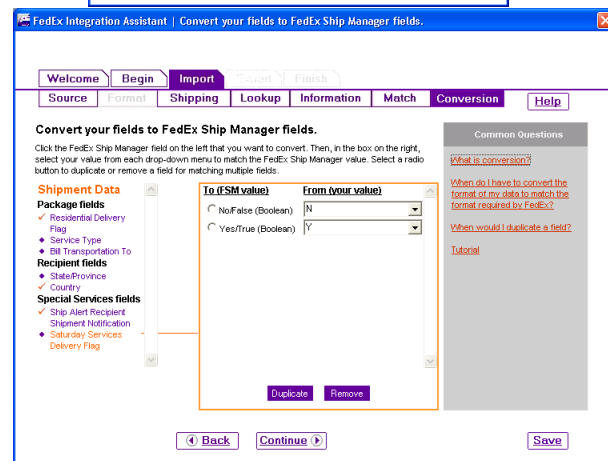 FedEx Integration Assistant | Convert your fields to FedEx Ship Manager fields.
Welcome Begin Import Export Finish
Source Format Shipping Lookup Information Match Conversion Help
Convert your fields to FedEx Ship Manager fields.
Click the FedEx Ship Manager field on the left that you want to convert. Then, in the box on the right,
select your value from each drop-down menu to match the FedEx Ship Manager value. Select a radio
button to duplicate or remove a field for matching multiple fields.
Shipment Data
Package fields
Residential Delivery
Flag
Service Type
Bill Transportation To
Recipient fields
State/Province
Country
Special Services fields
Ship Alert Recipient
Shipment Notification
Saturday Services
Delivery Flag
To (FSM value) From (your value)
No/False (Boolean) N
Yes/True (Boolean) Y
Duplicate Remove
Common Questions
What is conversion?
When do I have to convert the
format of my data to match the
format required by FedEx?
When would I duplicate a field?
Tutorial
Back Continue Save